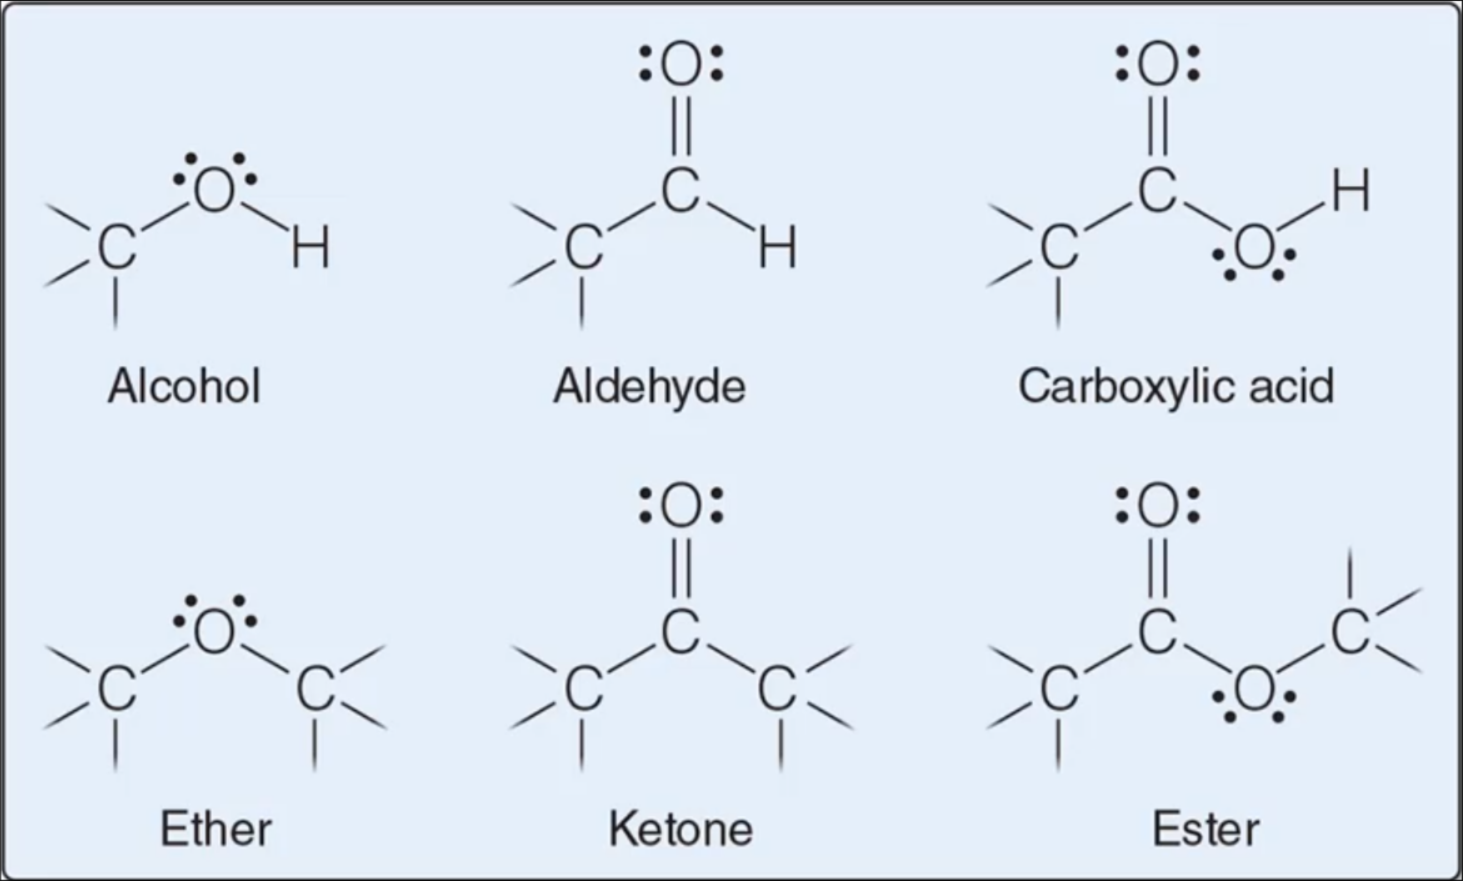 :O: :O:
O C C H
C H C H C O
Alcohol Aldehyde Carboxylic acid
:O: :O:
O C C C
C C C C C O
Ether Ketone Ester